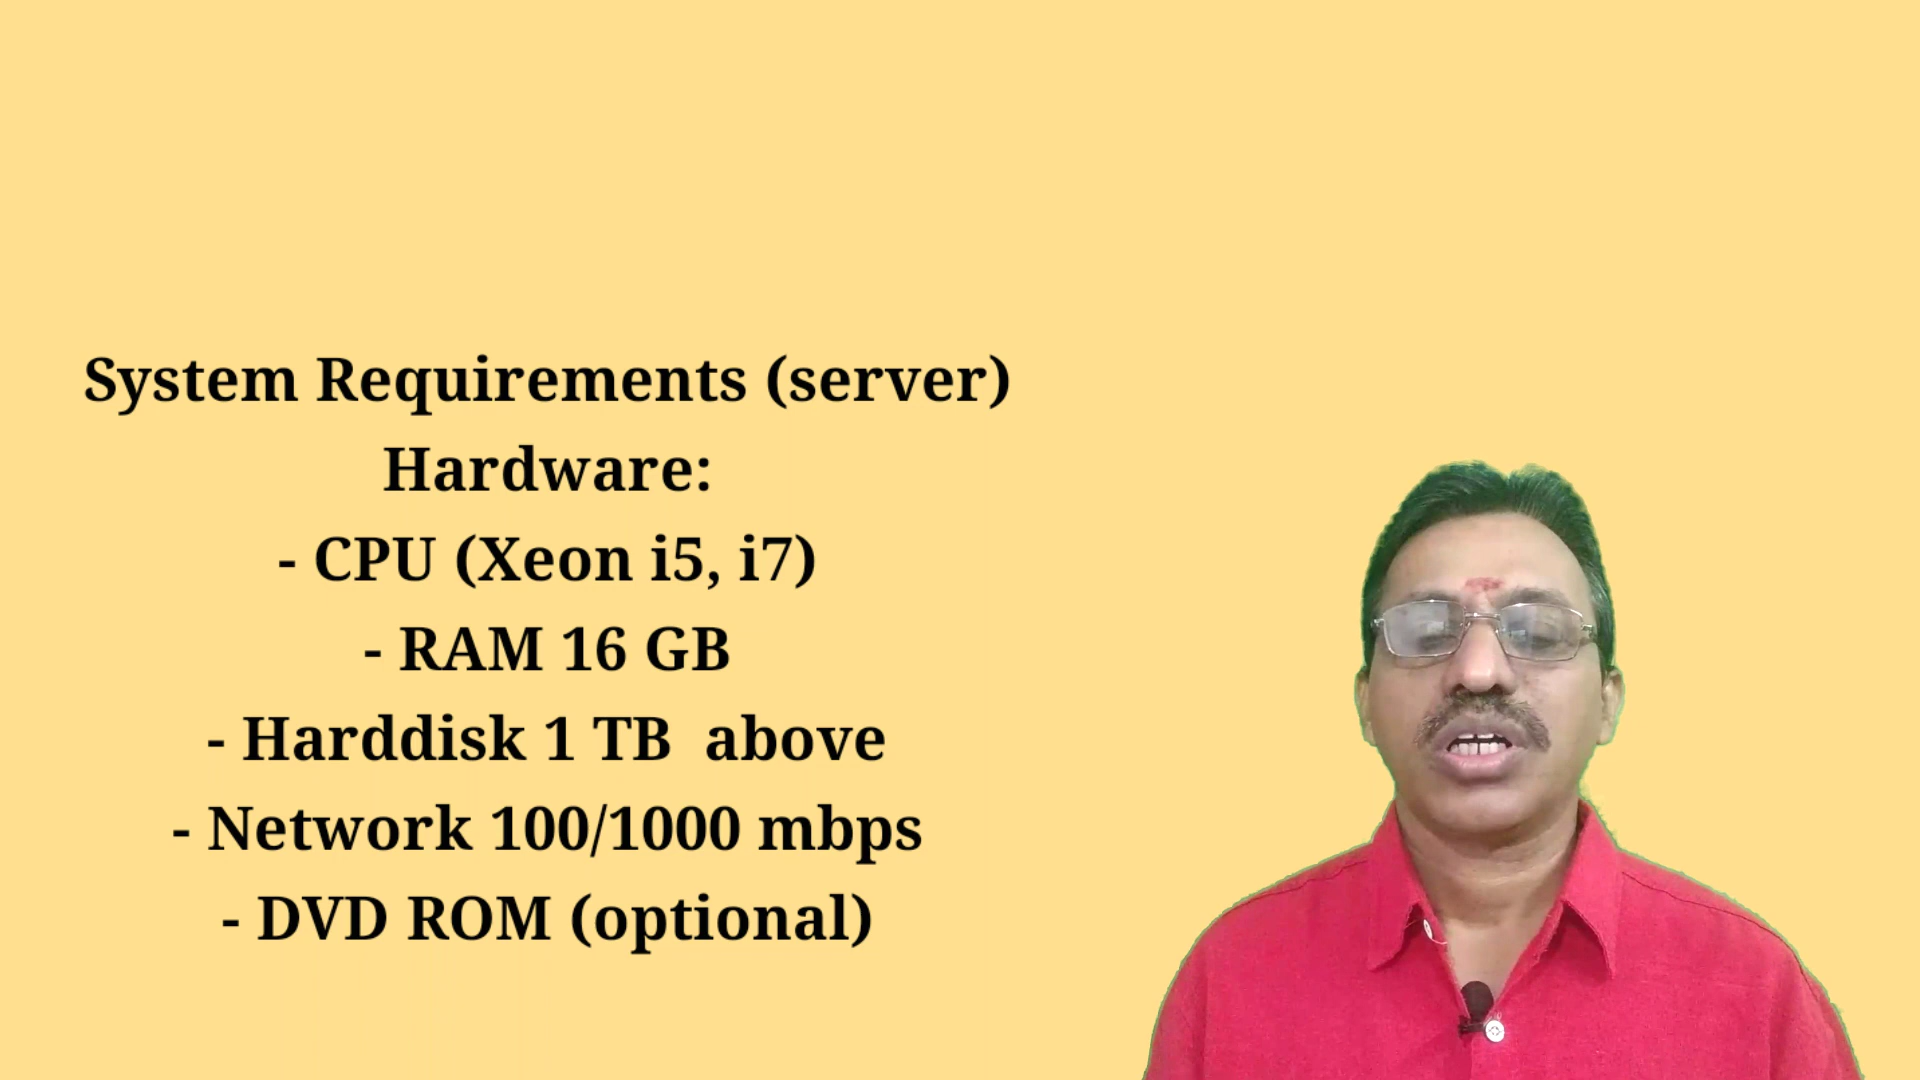 System Requirements (server)
Hardware:
- CPU (Xeon i5, i7)
- RAM 16 GB
- Harddisk 1 TB  above
- Network 100/1000 mbps
- DVD ROM (optional)